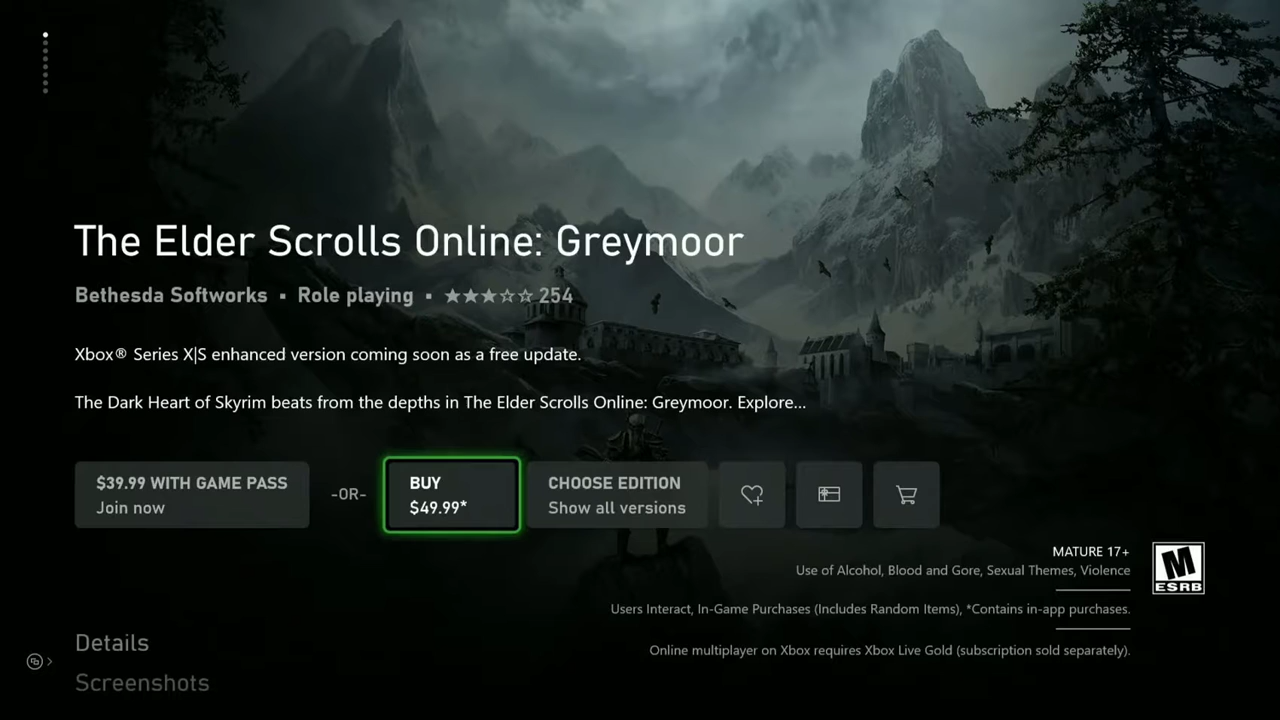 The Elder Scrolls Online: Greymoor
Bethesda Softworks ▪ Role playing ▪ ★★★☆☆ 254
Xbox® Series X|S enhanced version coming soon as a free update.
The Dark Heart of Skyrim beats from the depths in The Elder Scrolls Online: Greymoor. Explore...
$39.99 WITH GAME PASS
Join now
-OR-
BUY
$49.99*
CHOOSE EDITION
Show all versions
MATURE 17+
Use of Alcohol, Blood and Gore, Sexual Themes, Violence
M
ESRB
Users Interact, In-Game Purchases (Includes Random Items), *Contains in-app purchases.
Online multiplayer on Xbox requires Xbox Live Gold (subscription sold separately).
Details
Screenshots